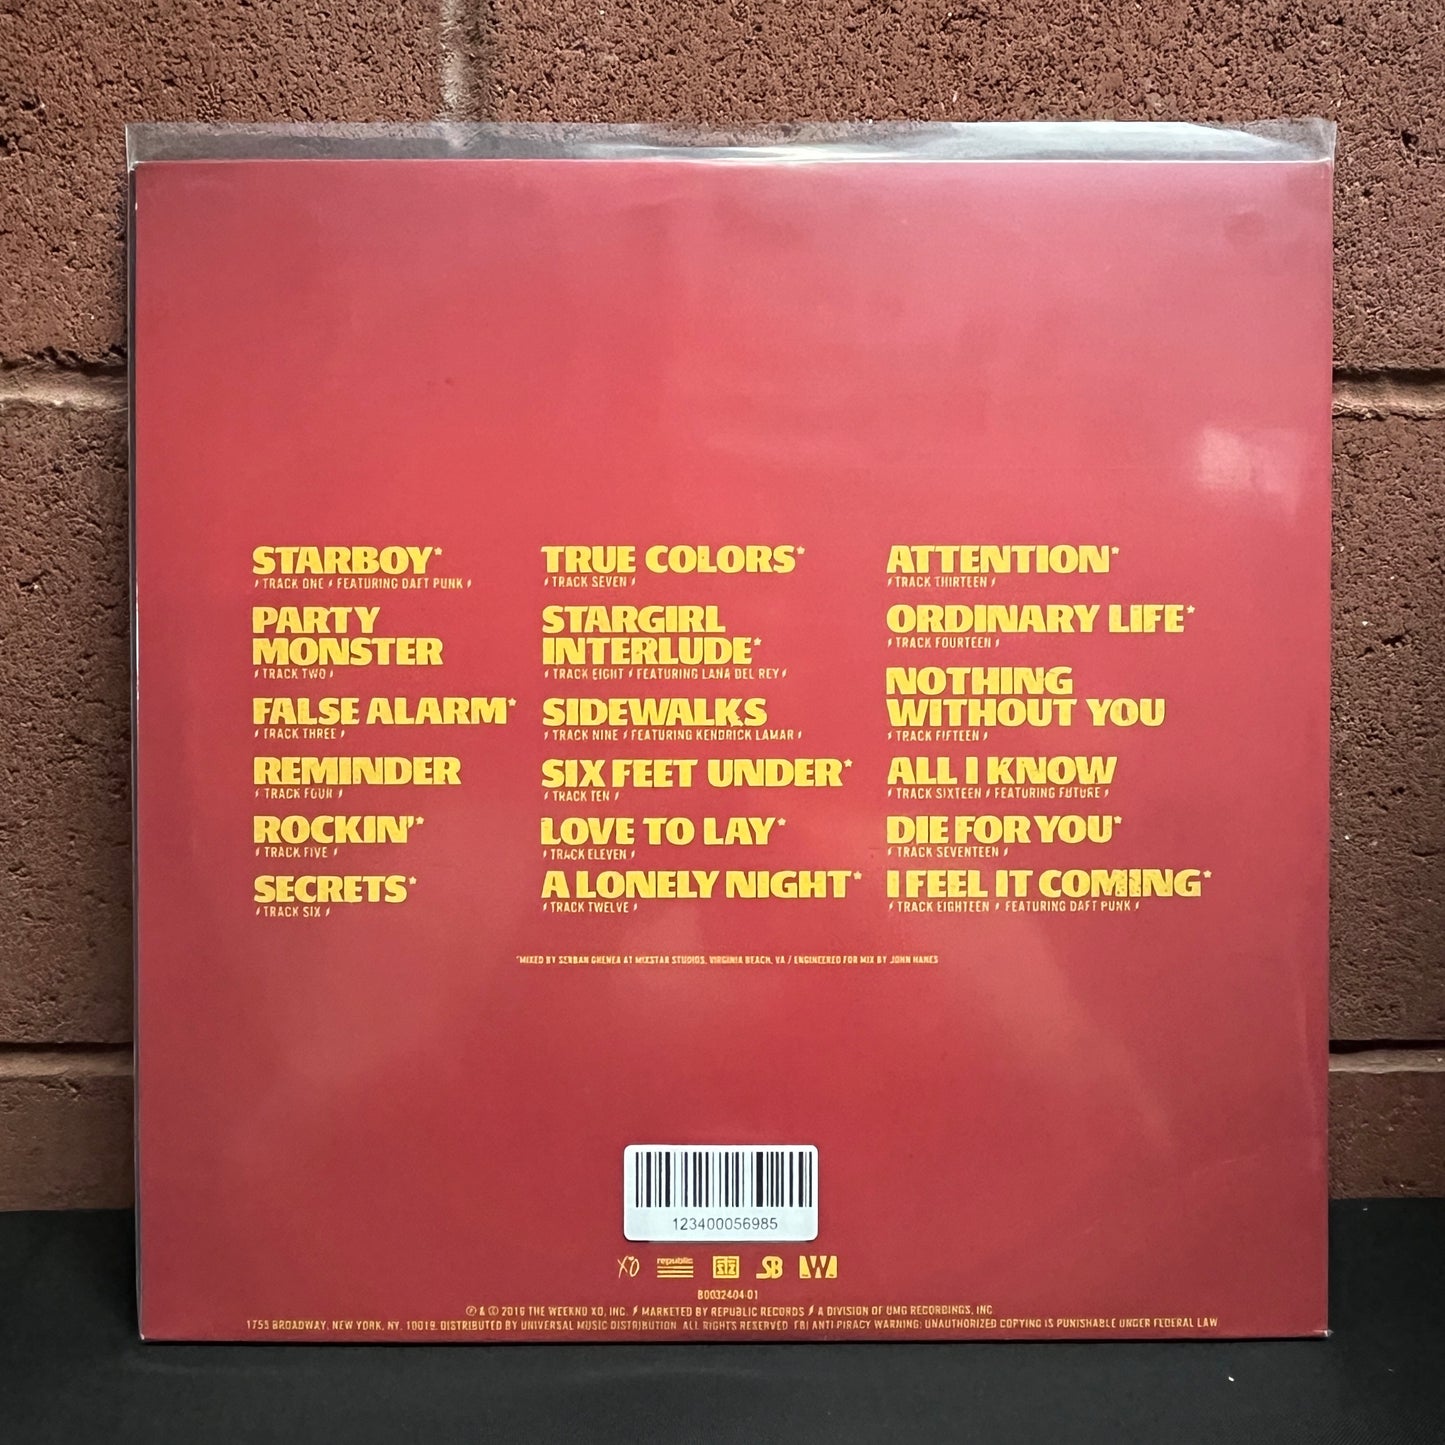 STARBOY*
/ TRACK ONE / FEATURING DAFT PUNK /
PARTY
MONSTER
/ TRACK TWO /
FALSE ALARM*
/ TRACK THREE /
REMINDER
/ TRACK FOUR /
ROCKIN'*
/ TRACK FIVE /
SECRETS*
/ TRACK SIX /
TRUE COLORS*
/ TRACK SEVEN /
STARGIRL
INTERLUDE*
/ TRACK EIGHT / FEATURING LANA DEL REY /
SIDEWALKS
/ TRACK NINE / FEATURING KENDRICK LAMAR /
SIX FEET UNDER*
/ TRACK TEN /
LOVE TO LAY*
/ TRACK ELEVEN /
A LONELY NIGHT*
/ TRACK TWELVE /
ATTENTION*
/ TRACK THIRTEEN /
ORDINARY LIFE*
/ TRACK FOURTEEN /
NOTHING
WITHOUT YOU
/ TRACK FIFTEEN /
ALL I KNOW
/ TRACK SIXTEEN / FEATURING FUTURE /
DIE FOR YOU*
/ TRACK SEVENTEEN /
I FEEL IT COMING*
/ TRACK EIGHTEEN / FEATURING DAFT PUNK /
*MIXED BY SERBAN GHENEA AT MIXSTAR STUDIOS, VIRGINIA BEACH, VA / ENGINEERED FOR MIX BY JOHN HANES
123400056985
XO republic SB W
B0032404-01
℗ & © 2016 THE WEEKND XO, INC. / MARKETED BY REPUBLIC RECORDS / A DIVISION OF UMG RECORDINGS, INC.
1755 BROADWAY, NEW YORK, NY. 10019. DISTRIBUTED BY UNIVERSAL MUSIC DISTRIBUTION. ALL RIGHTS RESERVED. FBI ANTI PIRACY WARNING: UNAUTHORIZED COPYING IS PUNISHABLE UNDER FEDERAL LAW